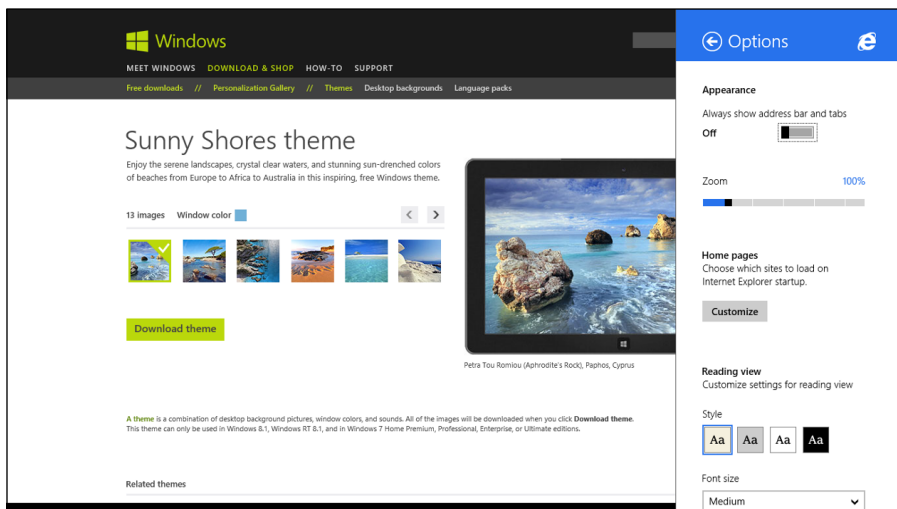 Windows
MEET WINDOWS DOWNLOAD & SHOP HOW-TO SUPPORT
Free downloads // Personalization Gallery // Themes Desktop backgrounds Language packs
Sunny Shores theme
Enjoy the serene landscapes, crystal clear waters, and stunning sun-drenched colors
of beaches from Europe to Africa to Australia in this inspiring, free Windows theme.
13 images Window color
Download theme
Petra Tou Romiou (Aphrodite's Rock), Paphos, Cyprus
A theme is a combination of desktop background pictures, window colors, and sounds. All of the images will be downloaded when you click Download theme.
This theme can only be used in Windows 8.1, Windows RT 8.1, and in Windows 7 Home Premium, Professional, Enterprise, or Ultimate editions.
Related themes
Options
Appearance
Always show address bar and tabs
Off
Zoom 100%
Home pages
Choose which sites to load on
Internet Explorer startup.
Customize
Reading view
Customize settings for reading view
Style
Aa Aa Aa Aa
Font size
Medium